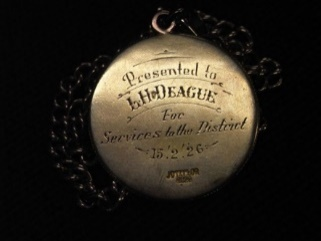 Presented to
L.H.DEAGUE
For
Services to the District
15.2.26